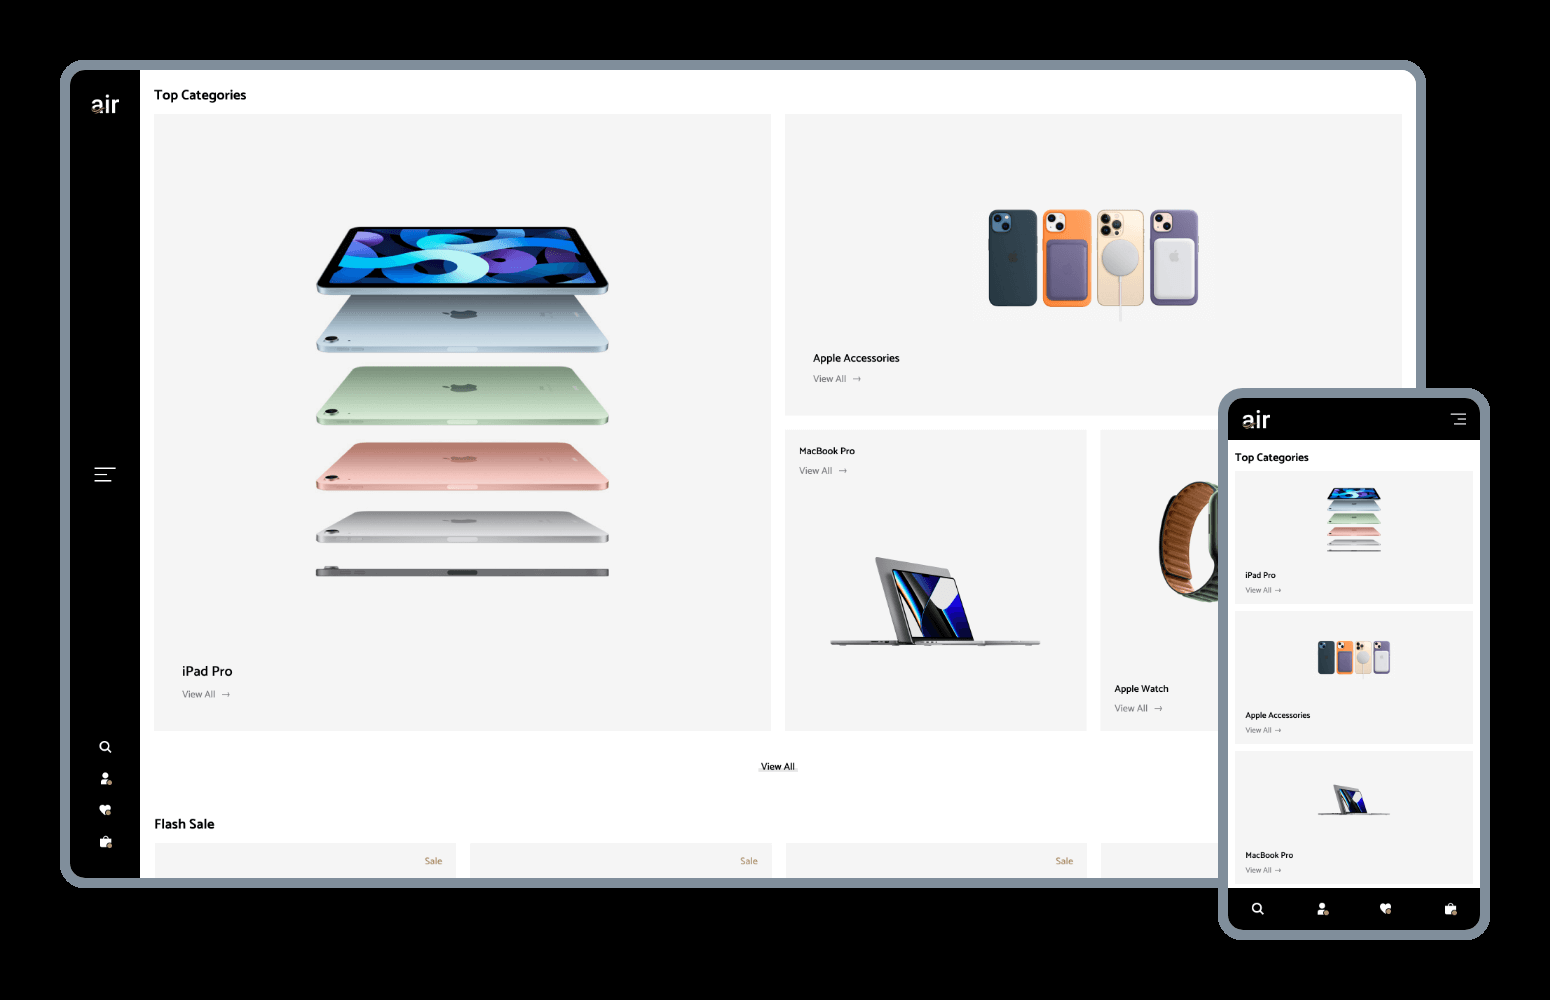 air
Top Categories
iPad Pro
View All →
Apple Accessories
View All →
MacBook Pro
View All →
Apple Watch
View All →
View All
Flash Sale
Sale
Sale
Sale
air
Top Categories
iPad Pro
View All →
Apple Accessories
View All →
MacBook Pro
View All →